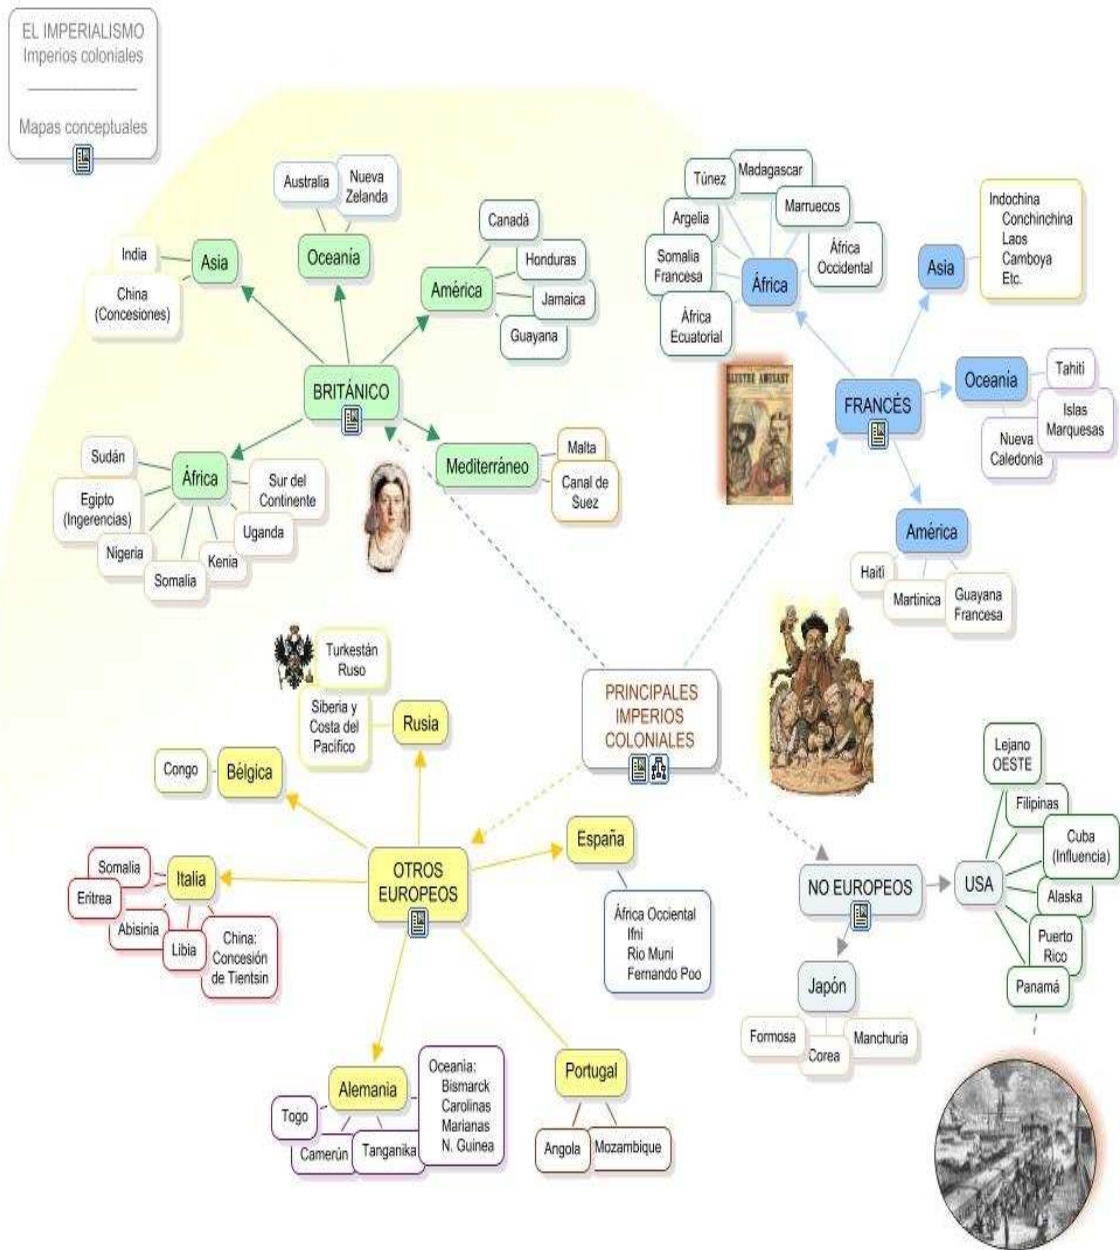 EL IMPERIALISMO
Imperios coloniales
Mapas conceptuales
Australia
Nueva
Zelanda
Oceanía
India
Asia
China
(Concesiones)
Canadá
Honduras
América
Jamaica
Guayana
BRITÁNICO
Mediterráneo
Malta
Canal de
Suez
Sudán
África
Egipto
(Ingerencias)
Nigeria
Somalia
Kenia
Uganda
Sur del
Continente
Túnez
Madagascar
Argelia
Marruecos
Somalia
Francesa
África
Occidental
África
África
Ecuatorial
Asia
Indochina
Conchinchina
Laos
Camboya
Etc.
FRANCÉS
Oceanía
Tahití
Islas
Marquesas
Nueva
Caledonia
América
Haití
Martinica
Guayana
Francesa
LLUSTRÉ AMUSANT
PRINCIPALES
IMPERIOS
COLONIALES
Turkestán
Ruso
Siberia y
Costa del
Pacífico
Rusia
Congo
Bélgica
España
OTROS
EUROPEOS
África Occiental
Ifni
Rio Muni
Fernando Poo
Somalia
Italia
Eritrea
Abisinia
Libia
China:
Concesión
de Tientsin
Alemania
Togo
Camerún
Tanganika
Oceanía:
Bismarck
Carolinas
Marianas
N. Guinea
Portugal
Angola
Mozambique
NO EUROPEOS
USA
Lejano
OESTE
Filipinas
Cuba
(Influencia)
Alaska
Puerto
Rico
Panamá
Japón
Formosa
Corea
Manchuria